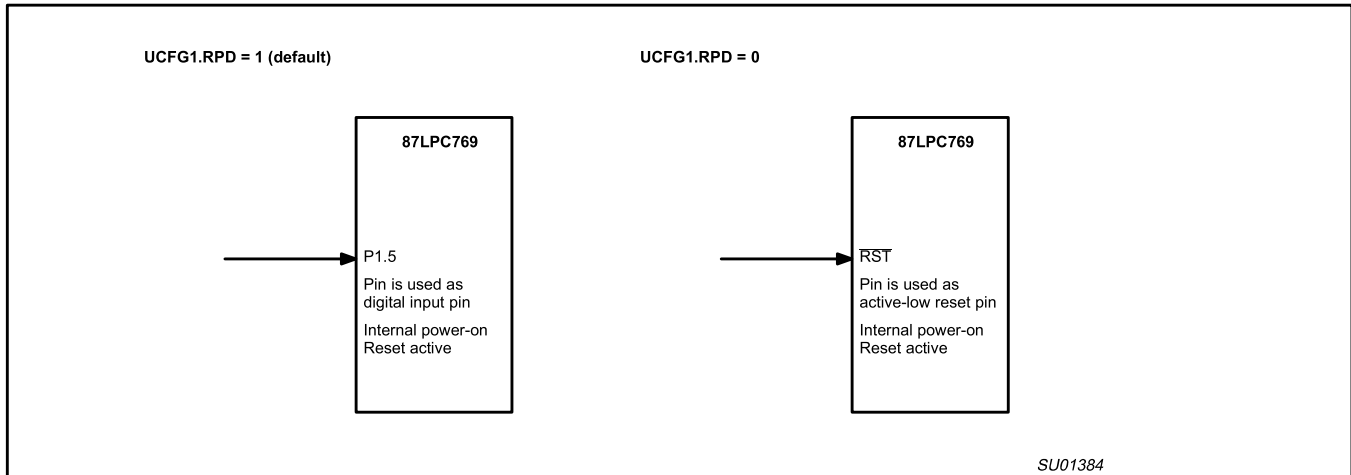 UCFG1.RPD = 1 (default)
UCFG1.RPD = 0
87LPC769
P1.5
Pin is used as
digital input pin
Internal power-on
Reset active
87LPC769
RST
Pin is used as
active-low reset pin
Internal power-on
Reset active
SU01384